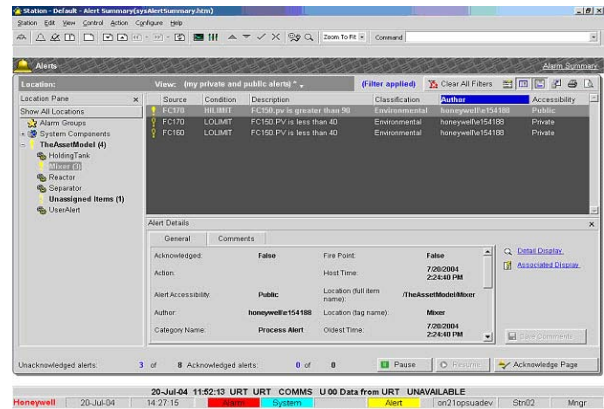 Station - Default - Alert Summary(sysAlertSummary.htm)
Station Edit View Control Action Configure Help
Zoom To Fit Command
Alerts Alarm Summary
Location: View: (my private and public alerts) (Filter applied) Clear All Filters
Location Pane x Source Condition Description Classification Author Accessibility
Show All Locations FC170 HILIMIT FC150.pv is greater than 90 Environmental honeywell\e154188 Public
Alarm Groups FC170 LOLIMIT FC150.PV is less than 40 Environmental honeywell\e154188 Private
System Components FC160 LOLIMIT FC150.PV is less than 40 Environmental honeywell\e154188 Private
TheAssetModel (4)
HoldingTank
Mixer (3)
Reactor
Separator
Unassigned Items (1)
UserAlert
Alert Details x
General Comments
Acknowledged: False Fire Point: False Detail Display
Action: Host Time: 7/20/2004 2:24:40 PM Associated Display
Alert Accessibility: Public Location (full item name): /TheAssetModel/Mixer
Author: honeywell\e154188 Location (tag name): Mixer
Category Name: Process Alert Oldest Time: 7/20/2004 2:24:40 PM Save Comments
Unacknowledged alerts: 3 of 8 Acknowledged alerts: 0 of 0 Pause Resume Acknowledge Page
20-Jul-04 11:52:13 URT URT COMMS U 00 Data from URT UNAVAILABLE
Honeywell 20-Jul-04 14:27:15 Alarm System Alert on21opsuadev Stn02 Mngr